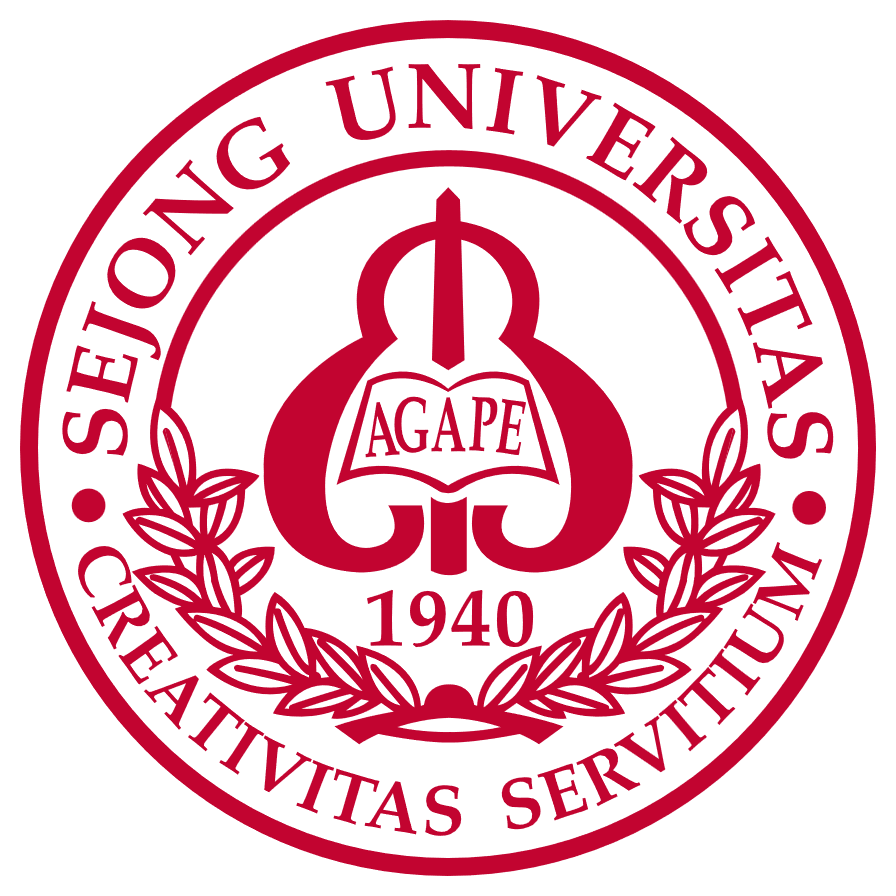 SEJONG UNIVERSITAS
AGAPE
1940
CREATIVITAS SERVITIUM